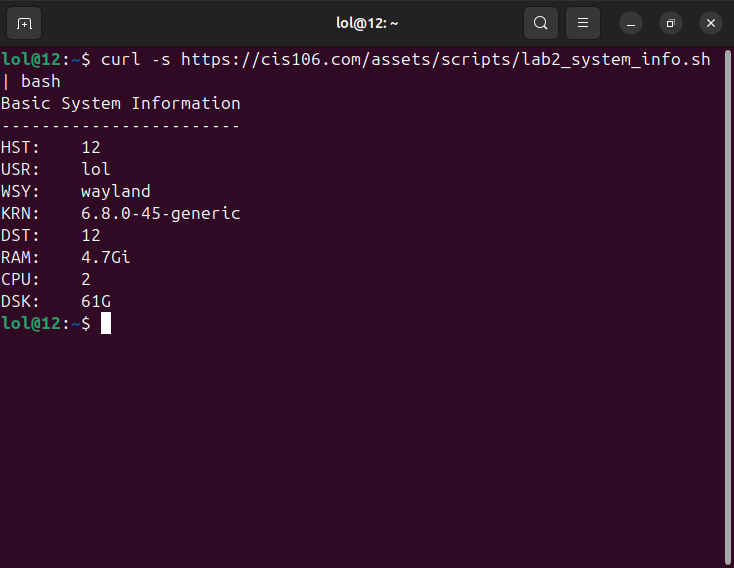 lol@12: ~
lol@12:~$ curl -s https://cis106.com/assets/scripts/lab2_system_info.sh
| bash
Basic System Information
------------------------
HST:    12
USR:    lol
WSY:    wayland
KRN:    6.8.0-45-generic
DST:    12
RAM:    4.7Gi
CPU:    2
DSK:    61G
lol@12:~$